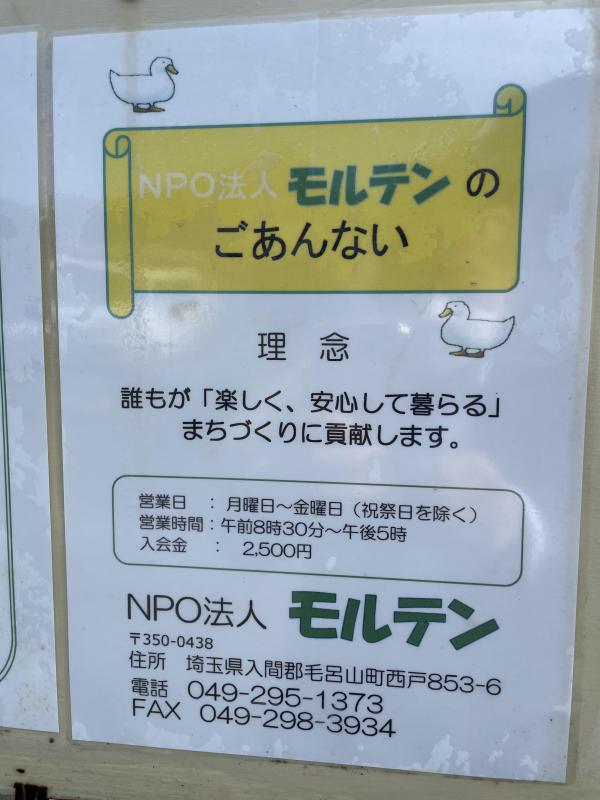 NPO法人 モルテン の
ごあんない
理 念
誰もが「楽しく、安心して暮らる」
まちづくりに貢献します。
営業日 : 月曜日~金曜日(祝祭日を除く)
営業時間:午前8時30分~午後5時
入会金 : 2,500円
NPO法人 モルテン
〒350-0438
住所 埼玉県入間郡毛呂山町西戸853-6
電話 049-295-1373
FAX 049-298-3934